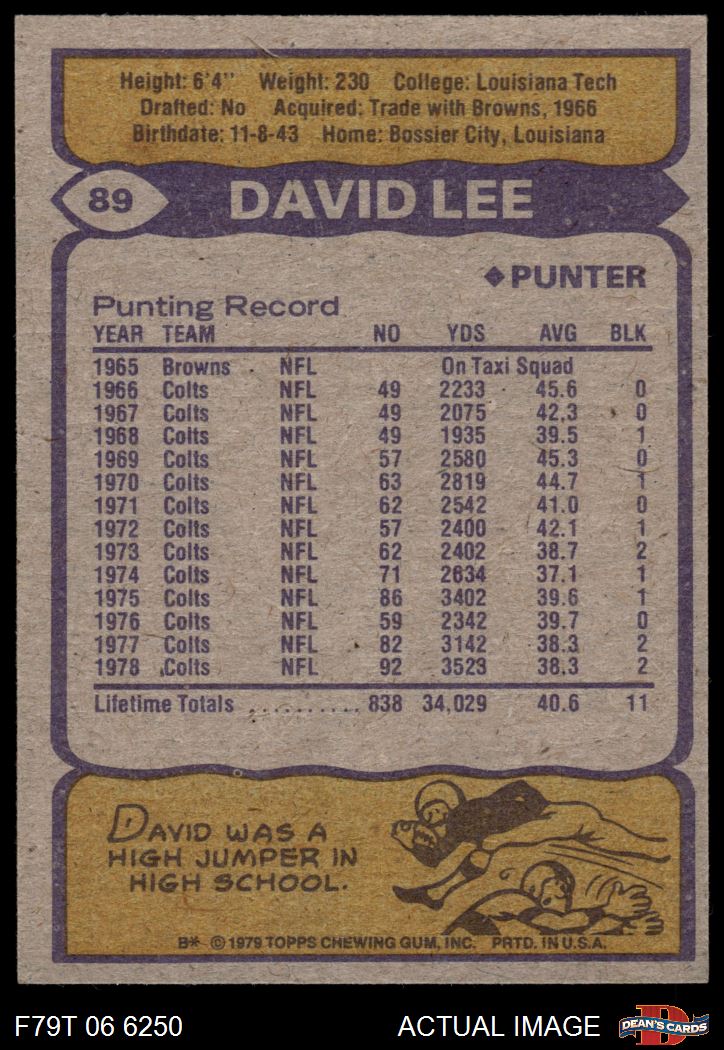 Height: 6'4" Weight: 230 College: Louisiana Tech
Drafted: No Acquired: Trade with Browns, 1966
Birthdate: 11-8-43 Home: Bossier City, Louisiana
89 DAVID LEE
◆PUNTER
Punting Record
YEAR TEAM NO YDS AVG BLK
1965 Browns NFL On Taxi Squad
1966 Colts NFL 49 2233 45.6 0
1967 Colts NFL 49 2075 42.3 0
1968 Colts NFL 49 1935 39.5 1
1969 Colts NFL 57 2580 45.3 0
1970 Colts NFL 63 2819 44.7 1
1971 Colts NFL 62 2542 41.0 0
1972 Colts NFL 57 2400 42.1 1
1973 Colts NFL 62 2402 38.7 2
1974 Colts NFL 71 2634 37.1 1
1975 Colts NFL 86 3402 39.6 1
1976 Colts NFL 59 2342 39.7 0
1977 Colts NFL 82 3142 38.3 2
1978 Colts NFL 92 3523 38.3 2
Lifetime Totals .......... 838 34,029 40.6 11
DAVID WAS A
HIGH JUMPER IN
HIGH SCHOOL.
B* © 1979 TOPPS CHEWING GUM, INC. PRTD. IN U.S.A.
F79T 06 6250 ACTUAL IMAGE D DEAN'S CARDS